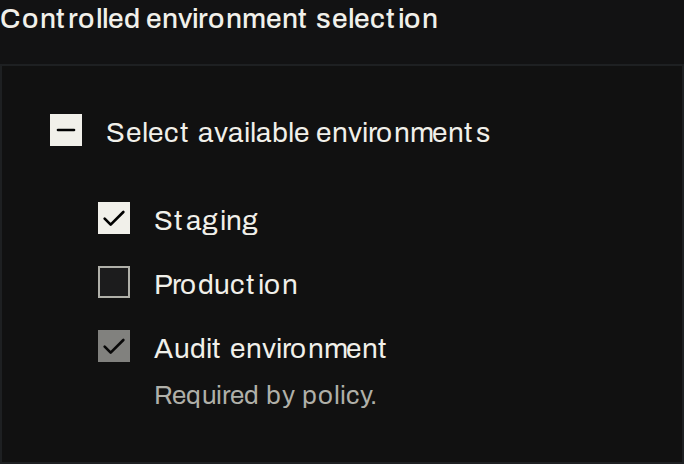 Controlled environment selection
Select available environments
Staging
Production
Audit environment
Required by policy.